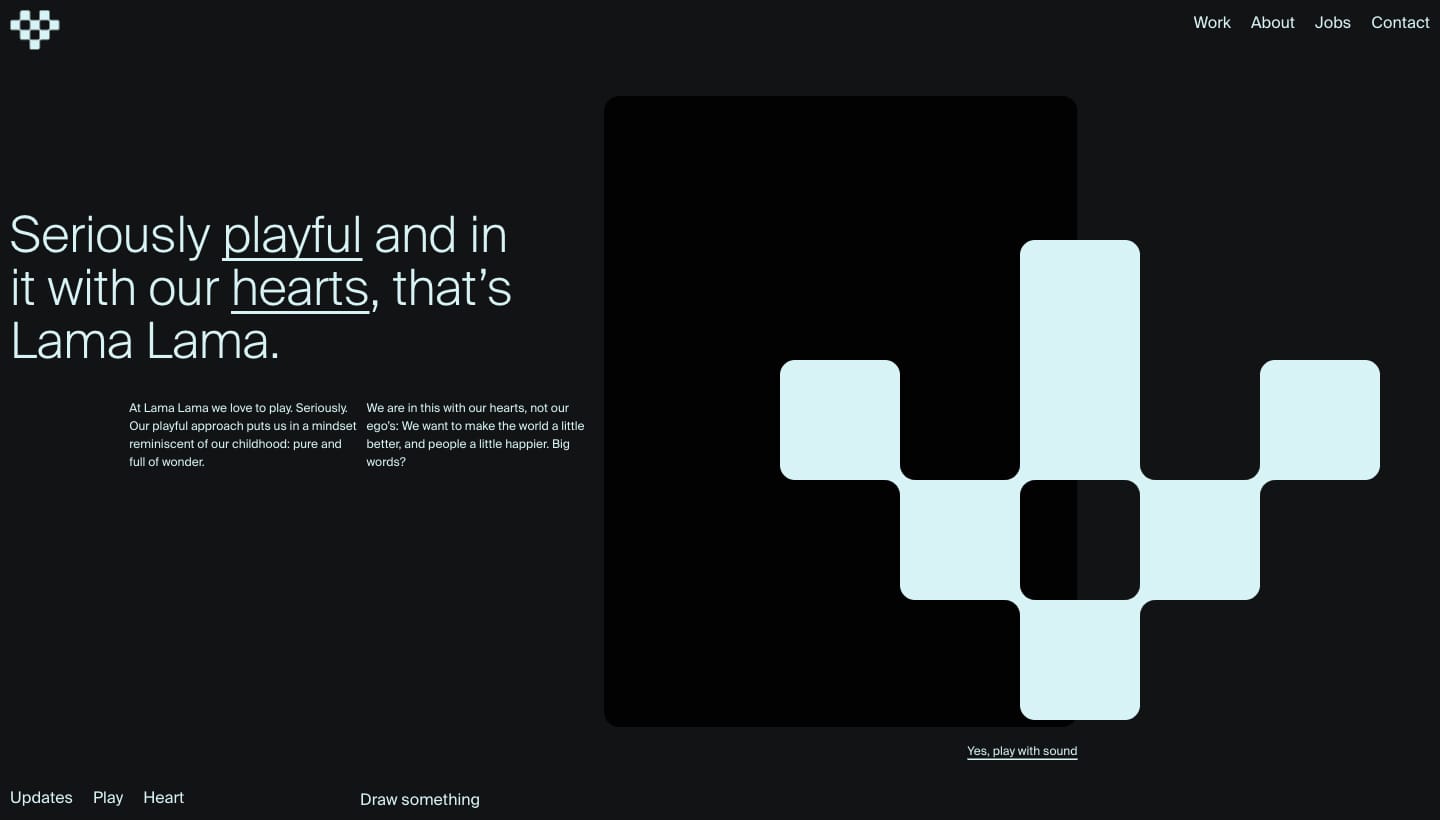 Work About Jobs Contact
Seriously playful and in
it with our hearts, that’s
Lama Lama.
At Lama Lama we love to play. Seriously.
Our playful approach puts us in a mindset
reminiscent of our childhood: pure and
full of wonder.
We are in this with our hearts, not our
ego's: We want to make the world a little
better, and people a little happier. Big
words?
Yes, play with sound
Updates Play Heart
Draw something